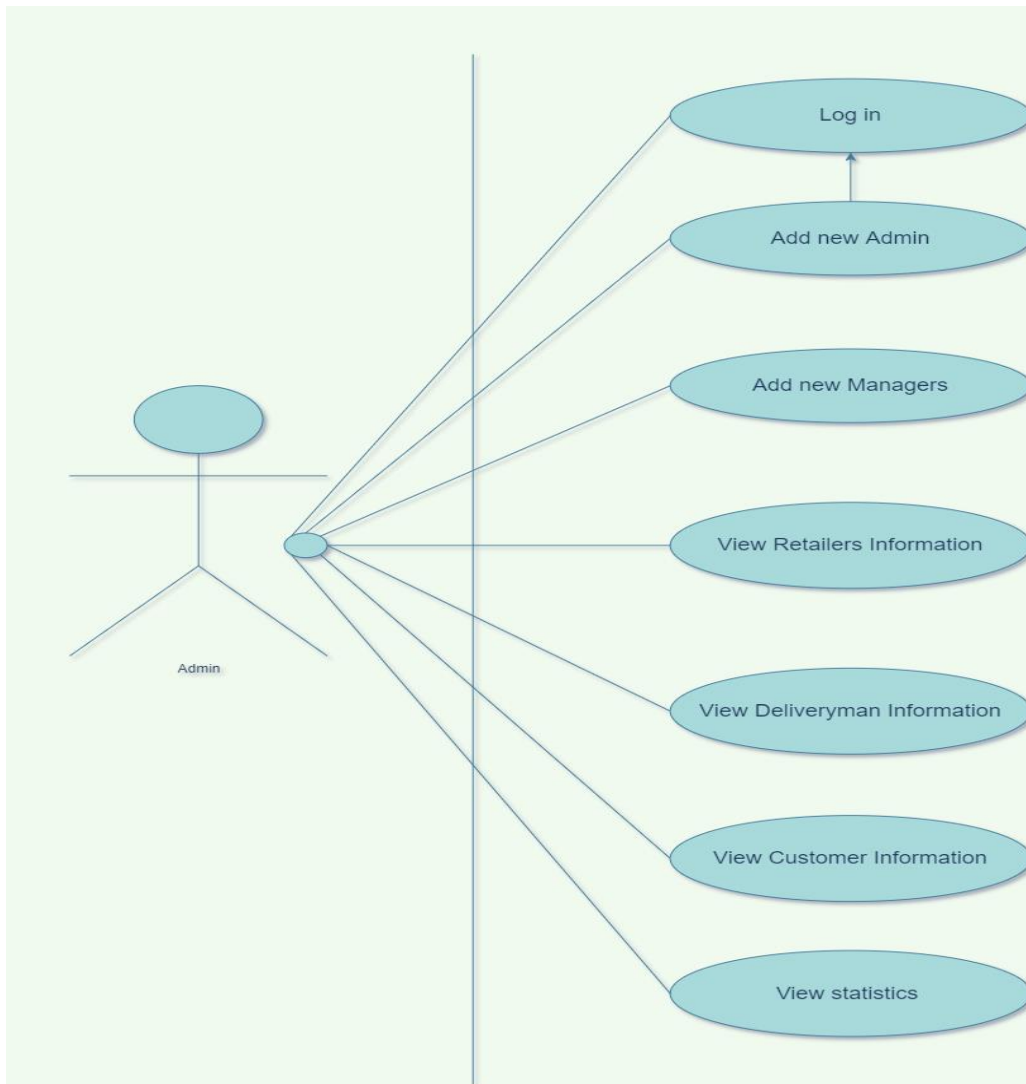 Log in
Add new Admin
Add new Managers
View Retailers Information
Admin
View Deliveryman Information
View Customer Information
View statistics